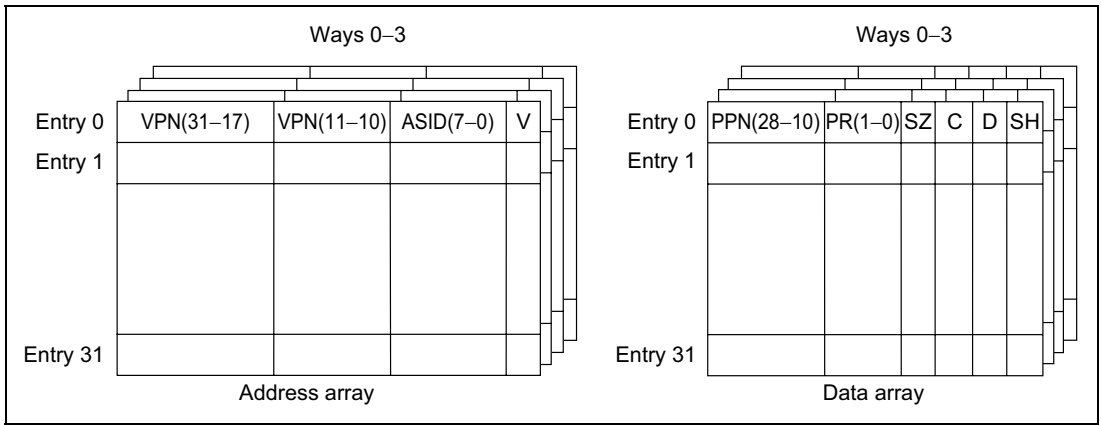 Ways 0–3
Entry 0 VPN(31–17) VPN(11–10) ASID(7–0) V
Entry 1
Entry 31
Address array
Ways 0–3
Entry 0 PPN(28–10) PR(1–0) SZ C D SH
Entry 1
Entry 31
Data array